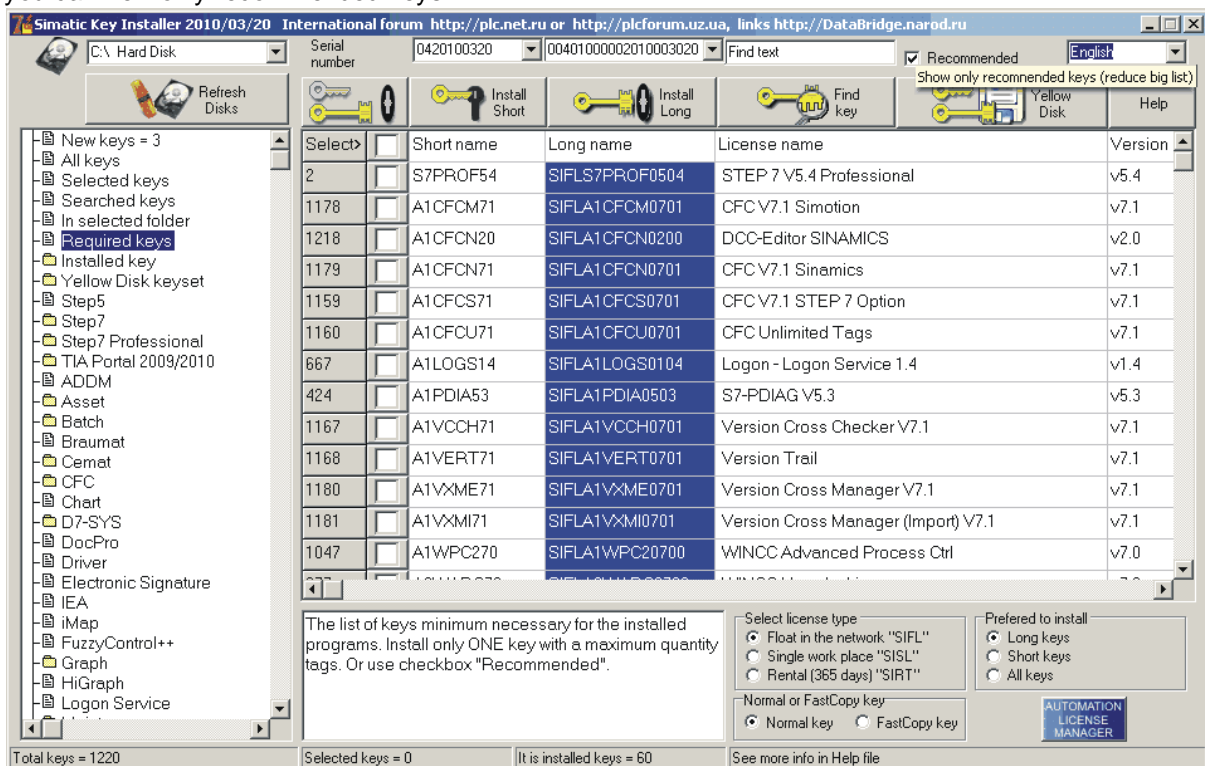 Simatic Key Installer 2010/03/20 International forum http://plc.net.ru or http://plcforum.uz.ua, links http://DataBridge.narod.ru
C:\ Hard Disk
Serial number
0420100320
00401000002010003020
Find text
Recommended
English
Show only recomnended keys (reduce big list)
Refresh Disks
Install Short
Install Long
Find key
Yellow Disk
Help
New keys = 3
All keys
Selected keys
Searched keys
In selected folder
Required keys
Installed key
Yellow Disk keyset
Step5
Step7
Step7 Professional
TIA Portal 2009/2010
ADDM
Asset
Batch
Braumat
Cemat
CFC
Chart
D7-SYS
DocPro
Driver
Electronic Signature
IEA
iMap
FuzzyControl++
Graph
HiGraph
Logon Service
Select> Short name Long name License name Version
2 S7PROF54 SIFLS7PROF0504 STEP 7 V5.4 Professional v5.4
1178 A1CFCM71 SIFLA1CFCM0701 CFC V7.1 Simotion v7.1
1218 A1CFCN20 SIFLA1CFCN0200 DCC-Editor SINAMICS v2.0
1179 A1CFCN71 SIFLA1CFCN0701 CFC V7.1 Sinamics v7.1
1159 A1CFCS71 SIFLA1CFCS0701 CFC V7.1 STEP 7 Option v7.1
1160 A1CFCU71 SIFLA1CFCU0701 CFC Unlimited Tags v7.1
667 A1LOGS14 SIFLA1LOGS0104 Logon - Logon Service 1.4 v1.4
424 A1PDIA53 SIFLA1PDIA0503 S7-PDIAG V5.3 v5.3
1167 A1VCCH71 SIFLA1VCCH0701 Version Cross Checker V7.1 v7.1
1168 A1VERT71 SIFLA1VERT0701 Version Trail v7.1
1180 A1VXME71 SIFLA1VXME0701 Version Cross Manager V7.1 v7.1
1181 A1VXMI71 SIFLA1VXMI0701 Version Cross Manager (Import) V7.1 v7.1
1047 A1WPC270 SIFLA1WPC20700 WINCC Advanced Process Ctrl v7.0
The list of keys minimum necessary for the installed
programs. Install only ONE key with a maximum quantity
tags. Or use checkbox "Recommended".
Select license type
Float in the network "SIFL"
Single work place "SISL"
Rental (365 days) "SIRT"
Normal or FastCopy key
Normal key FastCopy key
Prefered to install
Long keys
Short keys
All keys
AUTOMATION
LICENSE
MANAGER
Total keys = 1220 Selected keys = 0 It is installed keys = 60 See more info in Help file